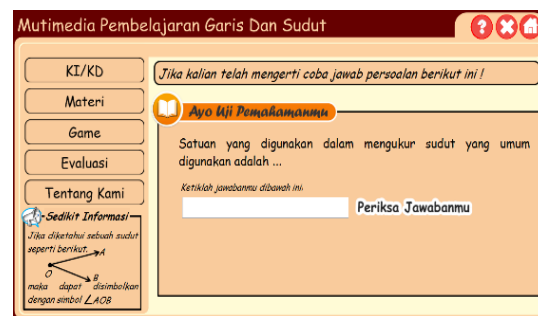 Mutimedia Pembelajaran Garis Dan Sudut
KI/KD
Materi
Game
Evaluasi
Tentang Kami
Sedikit Informasi
Jika diketahui sebuah sudut
seperti berikut,
A
O
B
maka dapat disimbolkan
dengan simbol ∠AOB
Jika kalian telah mengerti coba jawab persoalan berikut ini !
Ayo Uji Pemahamanmu
Satuan yang digunakan dalam mengukur sudut yang umum
digunakan adalah ...
Ketiklah jawabanmu dibawah ini:
Periksa Jawabanmu